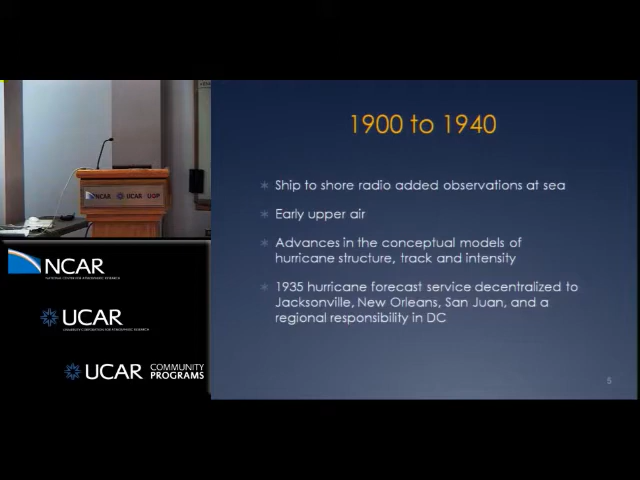 1900 to 1940
Ship to shore radio added observations at sea
Early upper air
Advances in the conceptual models of
hurricane structure, track and intensity
1935 hurricane forecast service decentralized to
Jacksonville, New Orleans, San Juan, and a
regional responsibility in DC
5
NCAR UCAR UOP
NCAR
NATIONAL CENTER FOR ATMOSPHERIC RESEARCH
UCAR
UNIVERSITY CORPORATION FOR ATMOSPHERIC RESEARCH
UCAR COMMUNITY
PROGRAMS